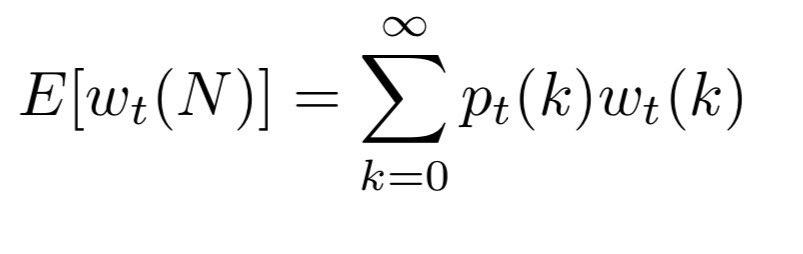 E[w_t(N)] = \sum_{k=0}^{\infty} p_t(k) w_t(k)